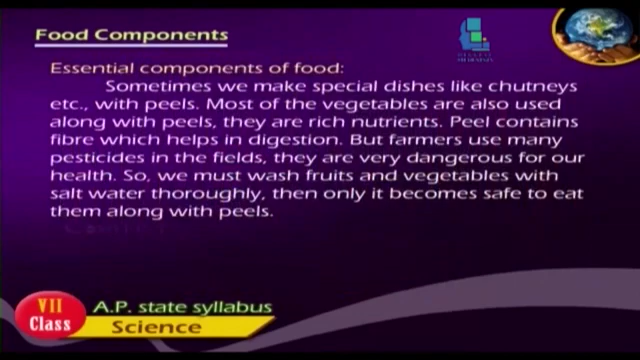 Food Components
Essential components of food:
Sometimes we make special dishes like chutneys
etc., with peels. Most of the vegetables are also used
along with peels, they are rich nutrients. Peel contains
fibre which helps in digestion. But farmers use many
pesticides in the fields, they are very dangerous for our
health. So, we must wash fruits and vegetables with
salt water thoroughly, then only it becomes safe to eat
them along with peels.
VII
Class
A.P. state syllabus
Science